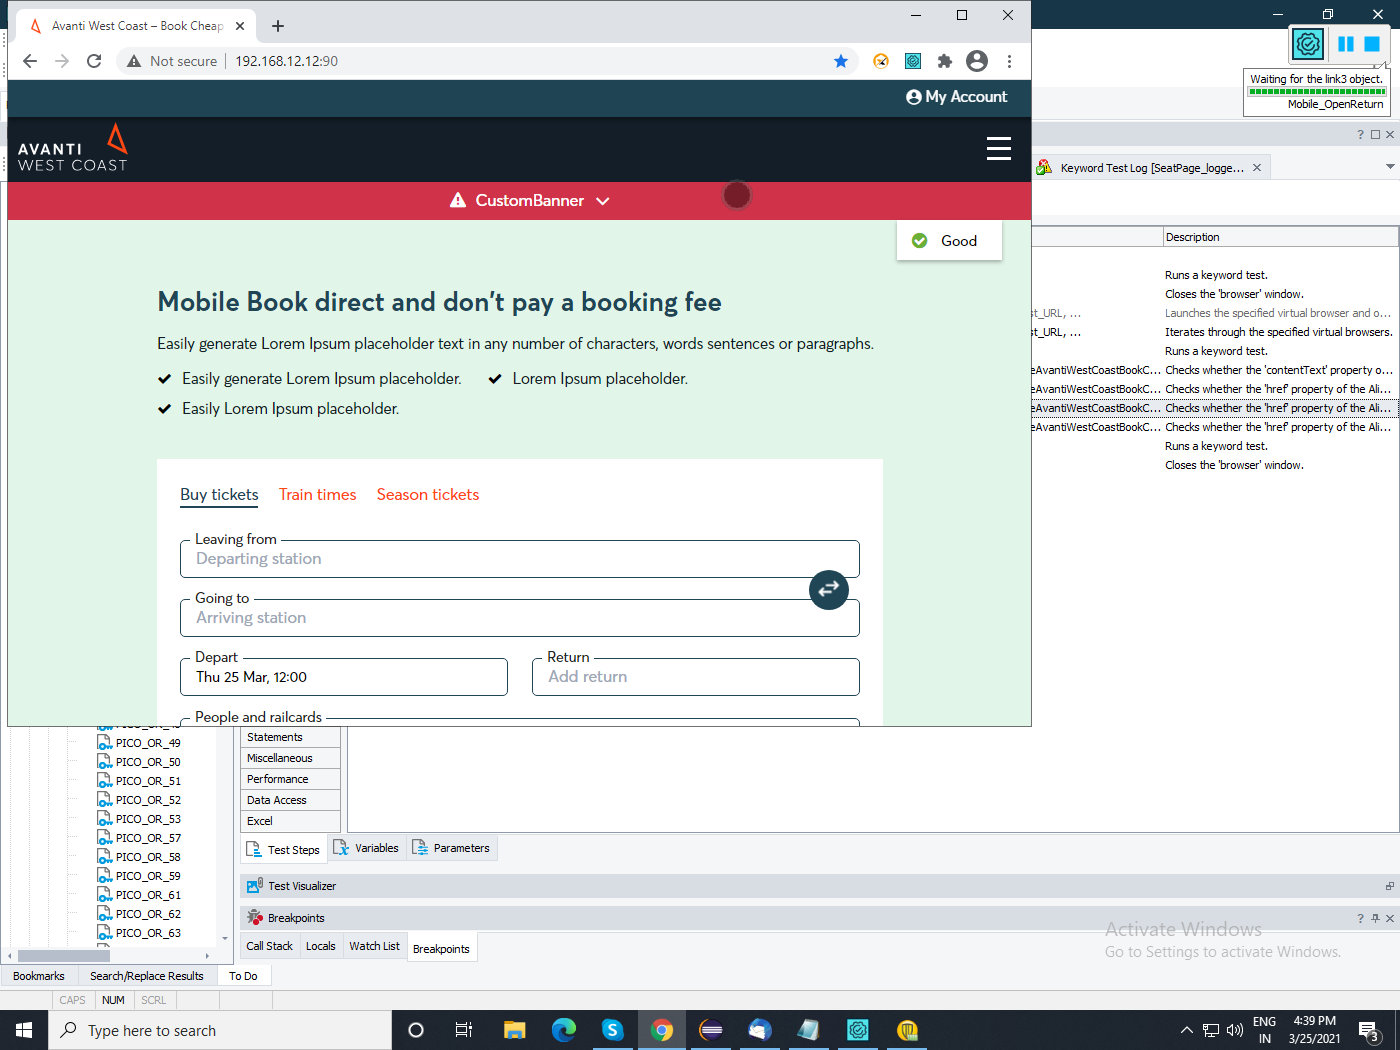 Avanti West Coast – Book Cheap
Not secure
192.168.12.12:90
Waiting for the link3 object.
Mobile_OpenReturn
My Account
AVANTI
WEST COAST
CustomBanner
Good
Keyword Test Log [SeatPage_logge...
Description
Runs a keyword test.
Closes the 'browser' window.
st_URL, ... Launches the specified virtual browser and o...
st_URL, ... Iterates through the specified virtual browsers.
Runs a keyword test.
eAvantiWestCoastBookC... Checks whether the 'contentText' property o...
eAvantiWestCoastBookC... Checks whether the 'href' property of the Ali...
eAvantiWestCoastBookC... Checks whether the 'href' property of the Ali...
eAvantiWestCoastBookC... Checks whether the 'href' property of the Ali...
Runs a keyword test.
Closes the 'browser' window.
Mobile Book direct and don't pay a booking fee
Easily generate Lorem Ipsum placeholder text in any number of characters, words sentences or paragraphs.
Easily generate Lorem Ipsum placeholder. Lorem Ipsum placeholder.
Easily Lorem Ipsum placeholder.
Buy tickets Train times Season tickets
Leaving from
Departing station
Going to
Arriving station
Depart Return
Thu 25 Mar, 12:00 Add return
People and railcards
PICO_OR_49
PICO_OR_50
PICO_OR_51
PICO_OR_52
PICO_OR_53
PICO_OR_57
PICO_OR_58
PICO_OR_59
PICO_OR_61
PICO_OR_62
PICO_OR_63
Statements
Miscellaneous
Performance
Data Access
Excel
Test Steps Variables Parameters
Test Visualizer
Breakpoints
Call Stack Locals Watch List Breakpoints
Bookmarks Search/Replace Results To Do
CAPS NUM SCRL
Activate Windows
Go to Settings to activate Windows.
Type here to search
ENG
IN
4:39 PM
3/25/2021
3